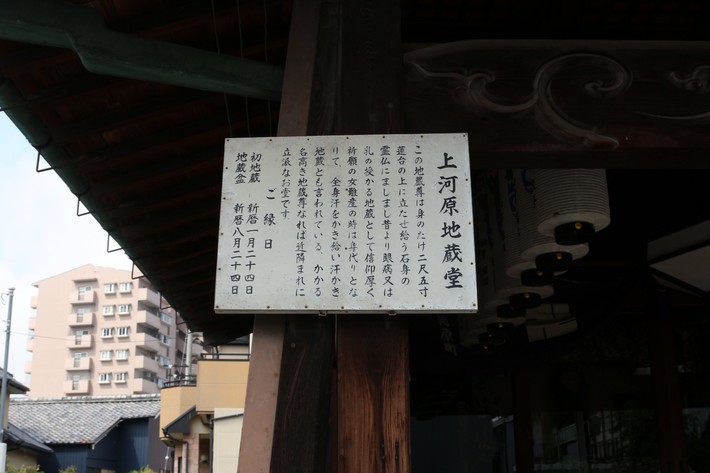 上河原地蔵堂
この地蔵尊は身のたけ二尺五寸
蓮台の上に立たせ給う石身の
霊仏にましまし昔より眼病又は
乳の授かる地蔵として信仰厚く
祈願の女難産の時は身代りとな
りて、全身汗をかき給い汗かき
地蔵とも言われている。かかる
名高き地蔵尊なれば近隣まれに
立派なお堂です。
ご縁日
初地蔵 新暦一月二十四日
地蔵盆 新暦八月二十四日